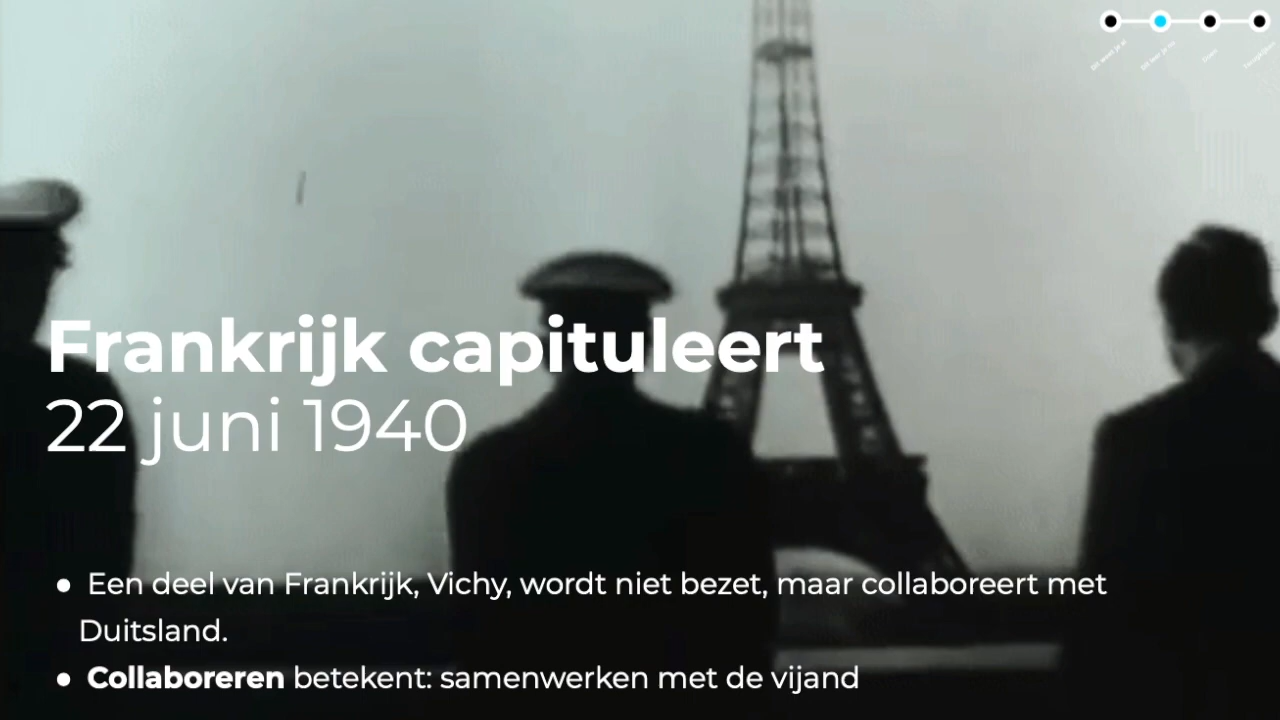 Frankrijk capituleert
22 juni 1940
● Een deel van Frankrijk, Vichy, wordt niet bezet, maar collaboreert met
Duitsland.
● Collaboreren betekent: samenwerken met de vijand